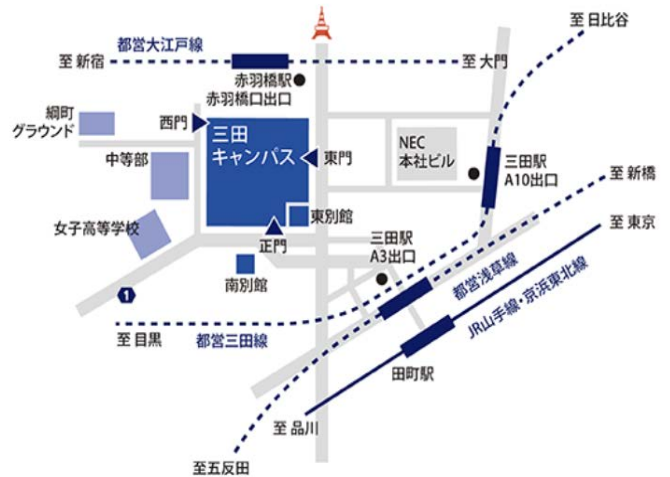 至 日比谷
都営大江戸線
至 新宿
至 大門
赤羽橋駅
赤羽橋口出口
綱町
グラウンド
西門
三田
キャンパス
東門
NEC
本社ビル
中等部
三田駅
A10出口
至 新橋
女子高等学校
東別館
正門
三田駅
A3出口
至 東京
南別館
都営浅草線
1
JR山手線・京浜東北線
至 目黒
都営三田線
田町駅
至 品川
至五反田